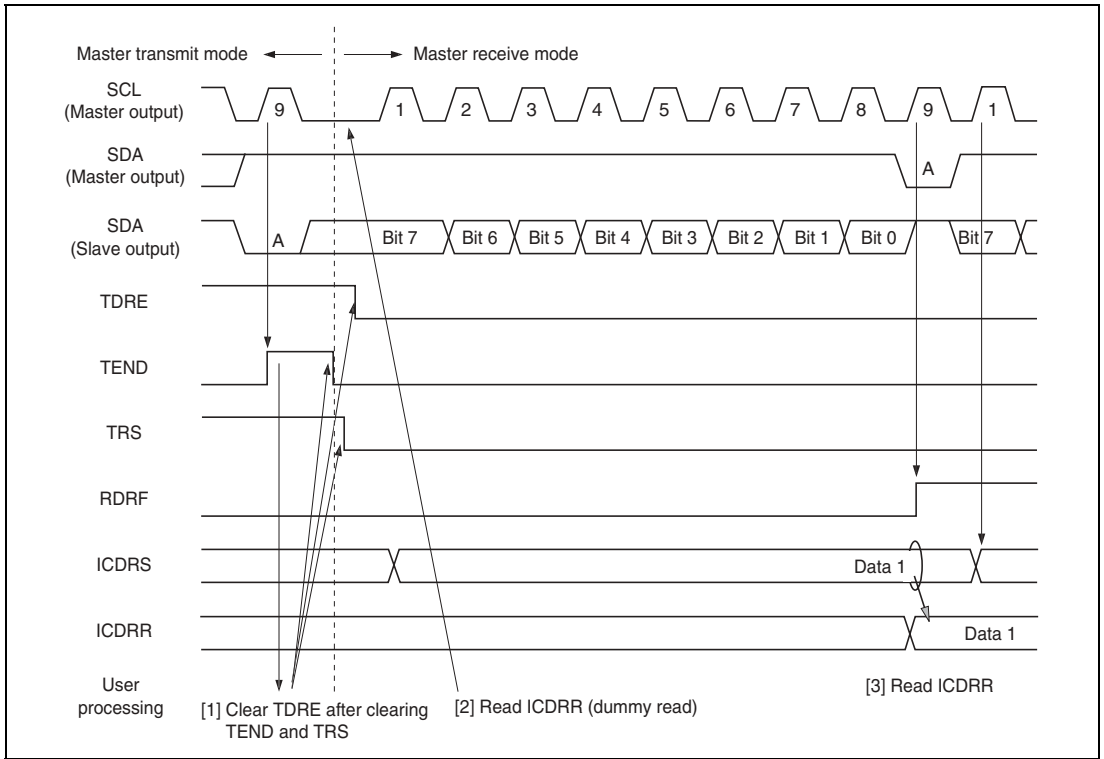 Master transmit mode
Master receive mode
SCL
(Master output)
9 1 2 3 4 5 6 7 8 9 1
SDA
(Master output)
A
SDA
(Slave output)
A Bit 7 Bit 6 Bit 5 Bit 4 Bit 3 Bit 2 Bit 1 Bit 0 Bit 7
TDRE
TEND
TRS
RDRF
ICDRS
Data 1
ICDRR
Data 1
User
processing
[1] Clear TDRE after clearing
TEND and TRS
[2] Read ICDRR (dummy read)
[3] Read ICDRR